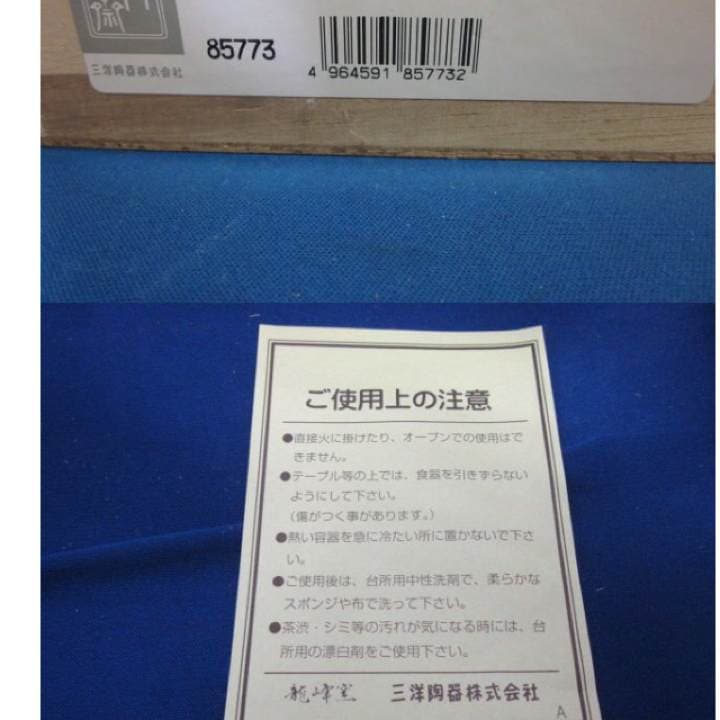 85773
三洋陶器株式会社
4 964591 857732
ご使用上の注意
●直接火に掛けたり、オーブンでの使用はで
きません。
●テーブル等の上では、食器を引きずらない
ようにして下さい。
（傷がつく事があります。）
●熱い容器を急に冷たい所に置かないで下さ
い。
●ご使用後は、台所用中性洗剤で、柔らかな
スポンジや布で洗って下さい。
●茶渋・シミ等の汚れが気になる時には、台
所用の漂白剤をご使用下さい。
龍峰窯 三洋陶器株式会社
A